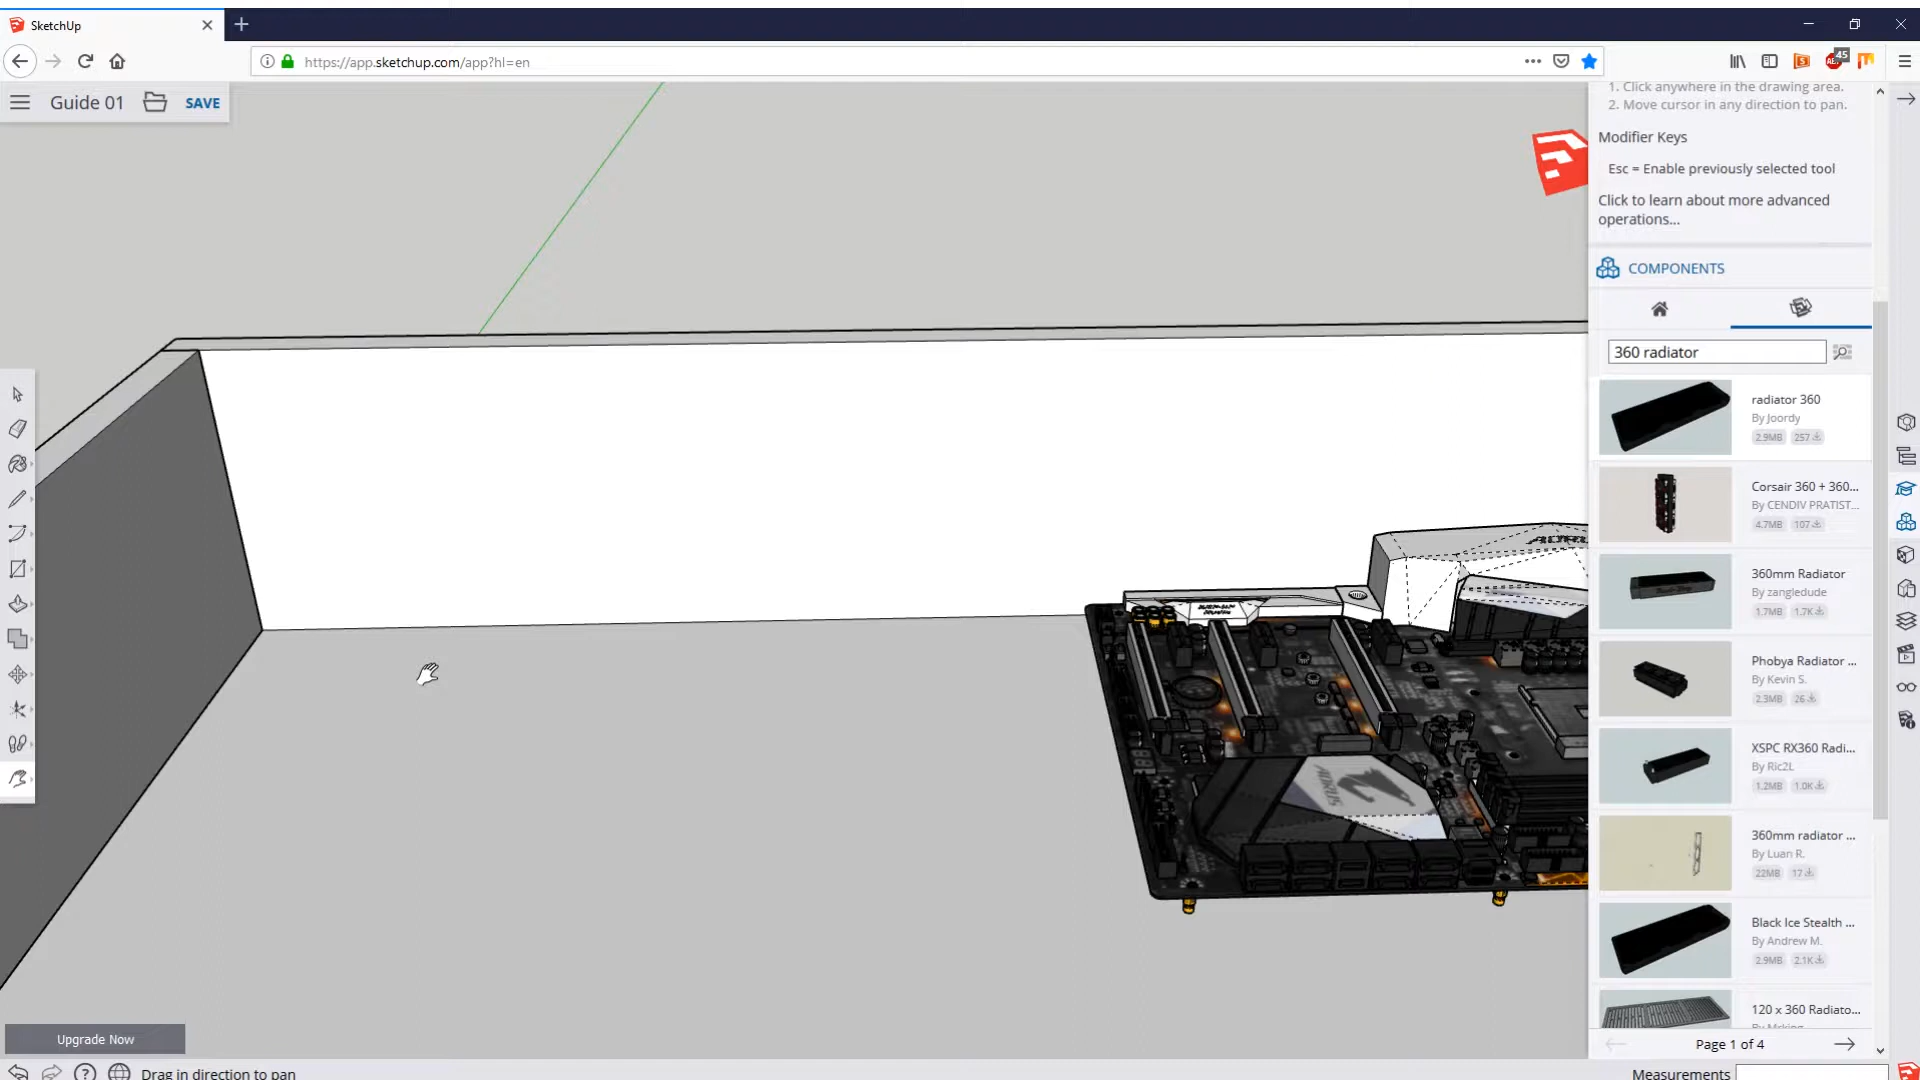 SketchUp
https://app.sketchup.com/app?hl=en
45
Guide 01
SAVE
1. Click anywhere in the drawing area.
2. Move cursor in any direction to pan.
Modifier Keys
Esc = Enable previously selected tool
Click to learn about more advanced
operations...
COMPONENTS
360 radiator
radiator 360
By Joordy
2.9MB 257
Corsair 360 + 360...
By CENDIV PRATIST...
4.7MB 107
360mm Radiator
By zangledude
1.7MB 1.7K
Phobya Radiator ...
By Kevin S.
2.3MB 26
XSPC RX360 Radi...
By Ric2L
1.2MB 1.0K
360mm radiator ...
By Luan R.
22MB 17
Black Ice Stealth ...
By Andrew M.
2.9MB 2.1K
120 x 360 Radiato...
Page 1 of 4
Upgrade Now
Drag in direction to pan
Measurements